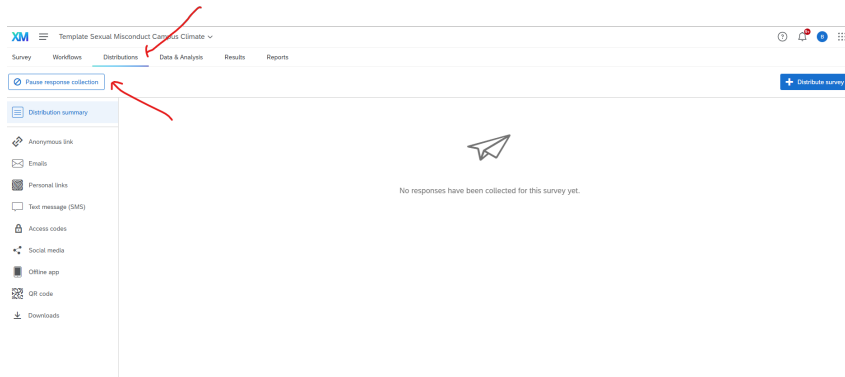 XM Template Sexual Misconduct Campus Climate
Survey Workflows Distributions Data & Analysis Results Reports
Pause response collection
Distribute survey
Distribution summary
Anonymous link
Emails
Personal links
No responses have been collected for this survey yet.
Text message (SMS)
Access codes
Social media
Offline app
QR code
Downloads